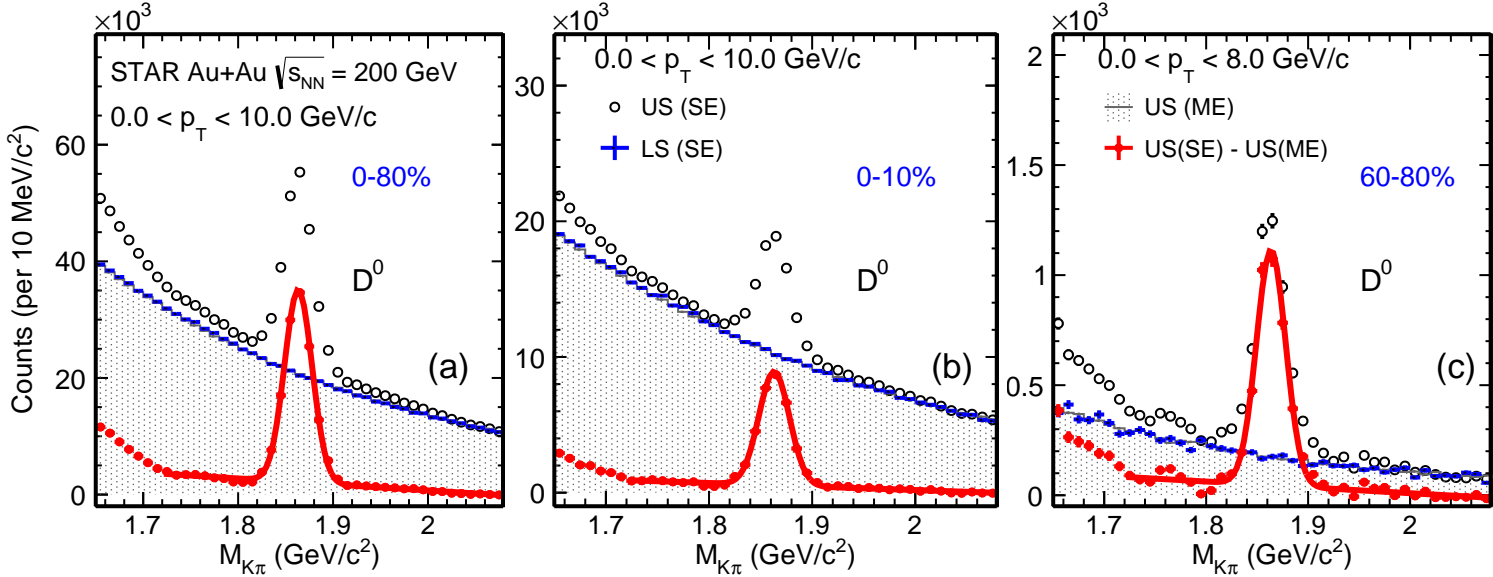 ×10³
STAR Au+Au √s_NN = 200 GeV
0.0 < p_T < 10.0 GeV/c
0-80%
D⁰
(a)
Counts (per 10 MeV/c²)
60
40
20
0
1.7 1.8 1.9 2
M_Kπ (GeV/c²)
×10³
0.0 < p_T < 10.0 GeV/c
US (SE)
LS (SE)
0-10%
D⁰
(b)
30
20
10
0
1.7 1.8 1.9 2
M_Kπ (GeV/c²)
×10³
0.0 < p_T < 8.0 GeV/c
US (ME)
US(SE) - US(ME)
60-80%
D⁰
(c)
2
1.5
1
0.5
0
1.7 1.8 1.9 2
M_Kπ (GeV/c²)